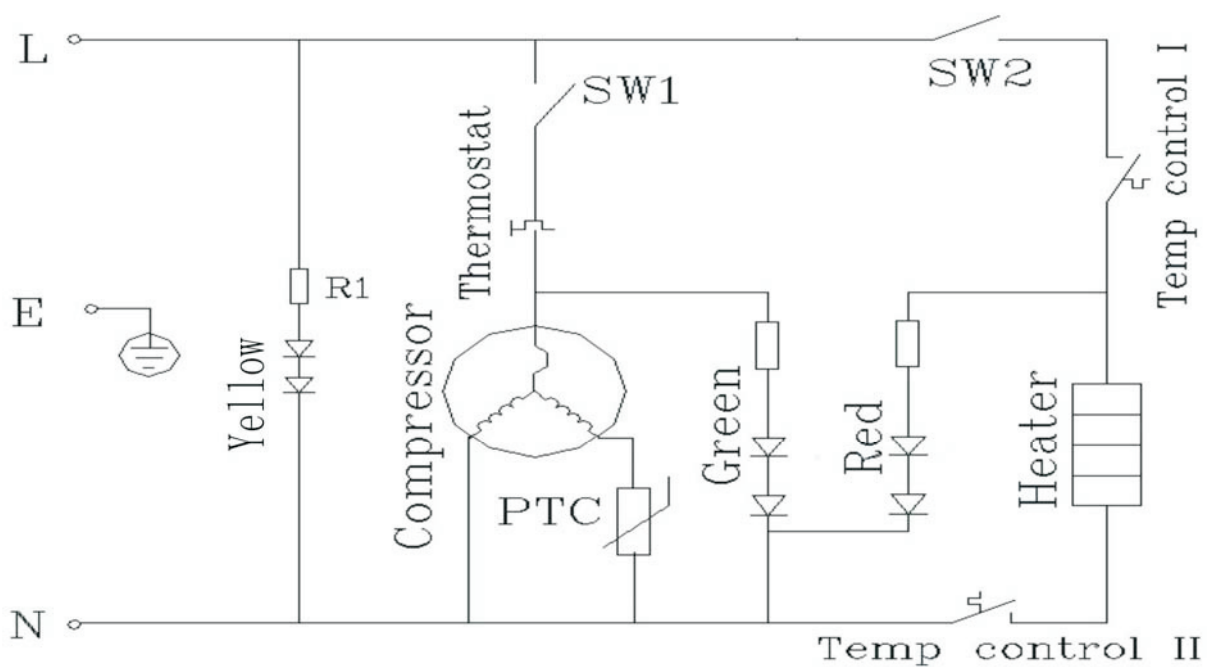 L
SW1
SW2
Temp control I
Thermostat
E
R1
Yellow
Compressor
PTC
Green
Red
Heater
N
Temp control II